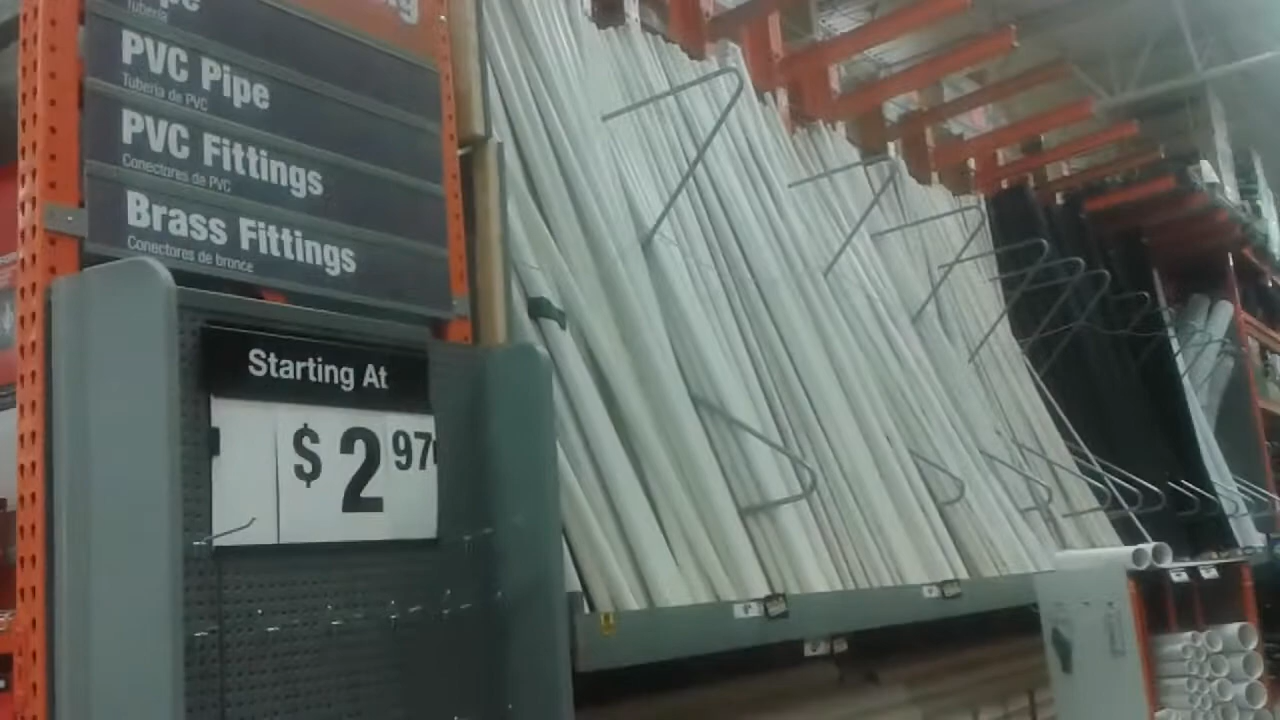 Tubería
PVC Pipe
Tubería de PVC
PVC Fittings
Conectores de PVC
Brass Fittings
Conectores de bronce
Starting At
$2 97